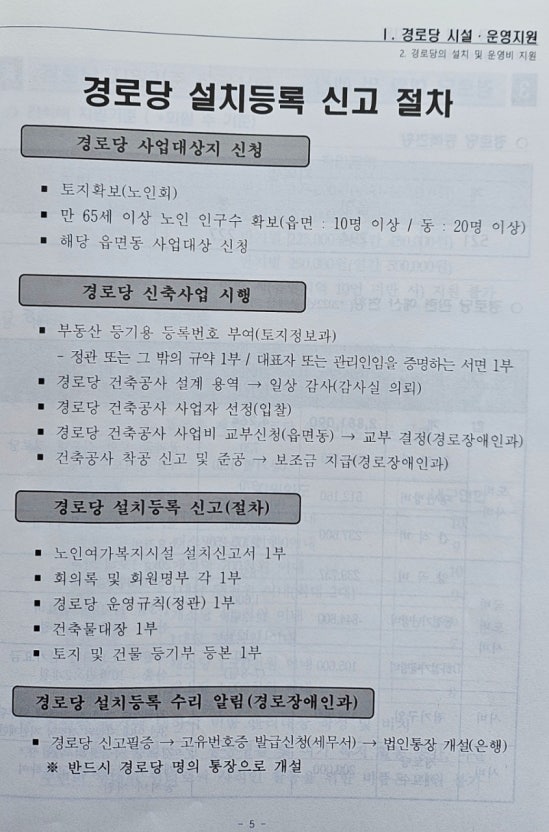 Ⅰ. 경로당 시설·운영지원
2. 경로당의 설치 및 운영비 지원
경로당 설치등록 신고 절차
경로당 사업대상지 신청
▪ 토지확보(노인회)
▪ 만 65세 이상 노인 인구수 확보(읍면 : 10명 이상 / 동 : 20명 이상)
▪ 해당 읍면동 사업대상 신청
경로당 신축사업 시행
▪ 부동산 등기용 등록번호 부여(토지정보과)
- 정관 또는 그 밖의 규약 1부 / 대표자 또는 관리인임을 증명하는 서면 1부
▪ 경로당 건축공사 설계 용역 → 일상 감사(감사실 의뢰)
▪ 경로당 건축공사 사업자 선정(입찰)
▪ 경로당 건축공사 사업비 교부신청(읍면동) → 교부 결정(경로장애인과)
▪ 건축공사 착공 신고 및 준공 → 보조금 지급(경로장애인과)
경로당 설치등록 신고(절차)
▪ 노인여가복지시설 설치신고서 1부
▪ 회의록 및 회원명부 각 1부
▪ 경로당 운영규칙(정관) 1부
▪ 건축물대장 1부
▪ 토지 및 건물 등기부 등본 1부
경로당 설치등록 수리 알림(경로장애인과)
▪ 경로당 신고필증 → 고유번호증 발급신청(세무서) → 법인통장 개설(은행)
※ 반드시 경로당 명의 통장으로 개설
- 5 -